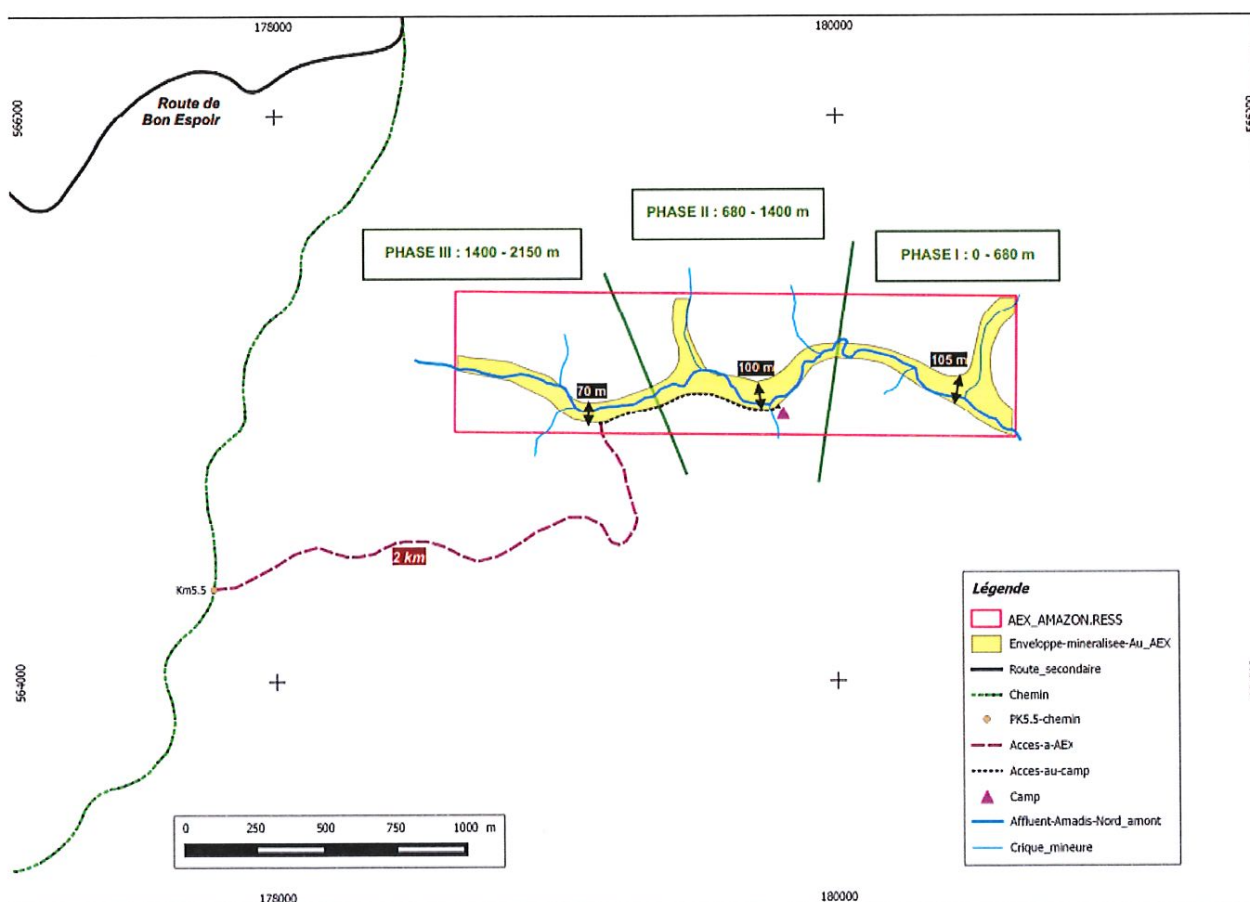 178000
180000
566000
566000
Route de
Bon Espoir
PHASE II : 680 - 1400 m
PHASE III : 1400 - 2150 m
PHASE I : 0 - 680 m
70 m
100 m
105 m
2 km
Km5.5
564000
Légende
AEX_AMAZON.RESS
Enveloppe-mineralisee-Au_AEX
Route_secondaire
Chemin
PK5.5-chemin
Acces-a-AEX
Acces-au-camp
Camp
Affluent-Amadis-Nord_amont
Crique_mineure
0 250 500 750 1000 m
178000
180000